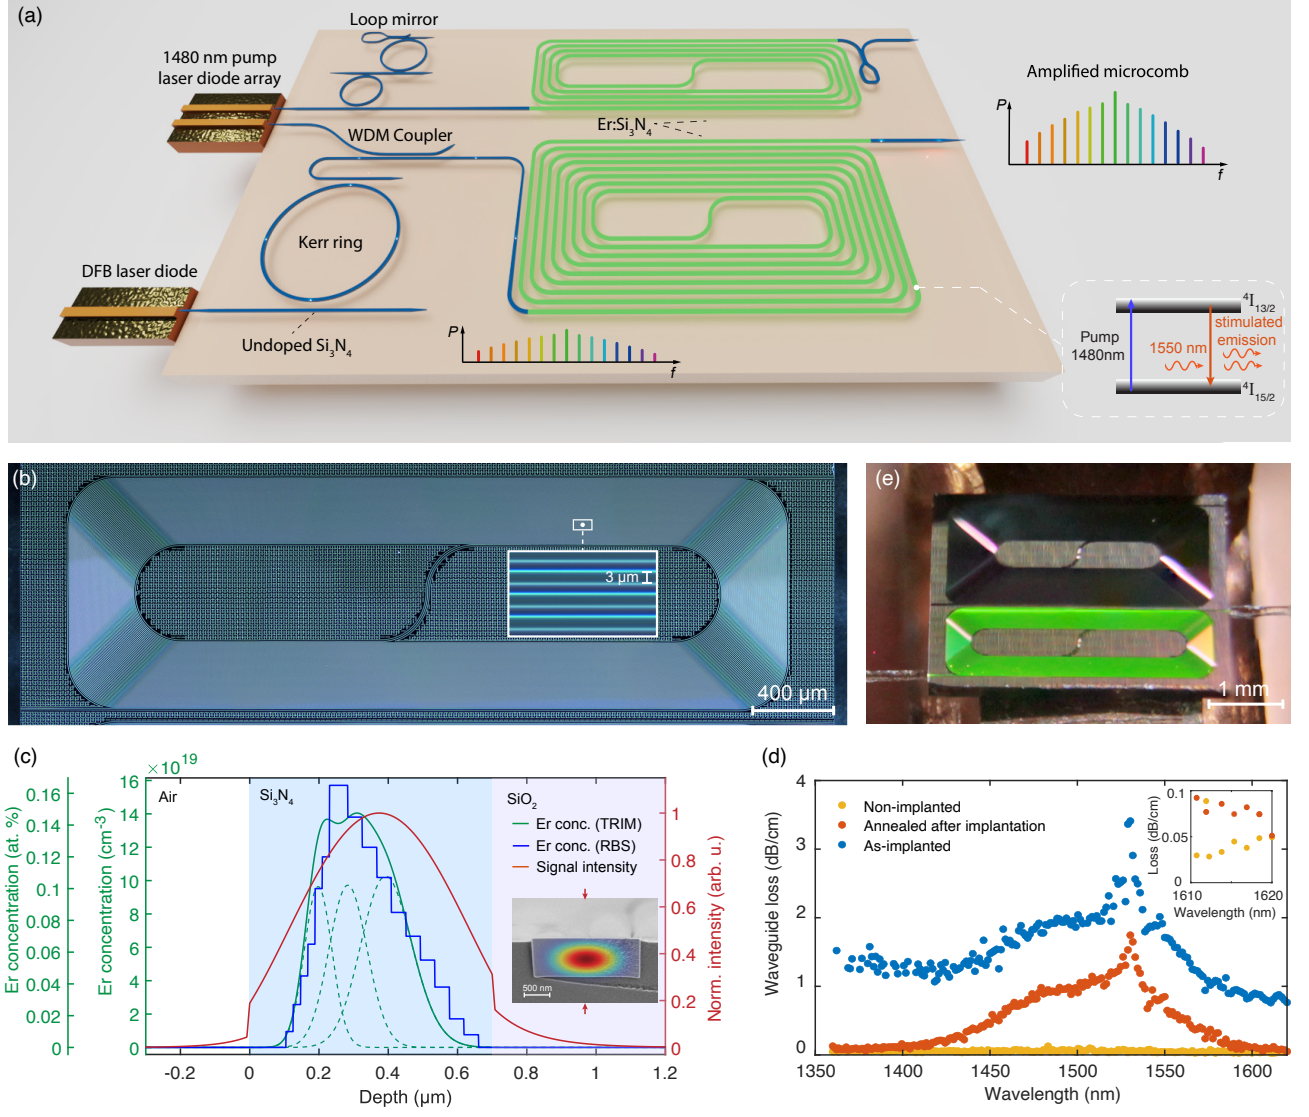 (a)
Loop mirror
1480 nm pump
laser diode array
WDM Coupler
Er:Si3N4
Amplified microcomb
P
f
Kerr ring
DFB laser diode
Undoped Si3N4
P
f
4I13/2
Pump
1480nm
1550 nm
stimulated
emission
4I15/2
(b)
3 µm
400 µm
(e)
1 mm
(c)
×10^19
Er concentration (at. %)
0.16
0.14
0.12
0.1
0.08
0.06
0.04
0.02
0
Er concentration (cm-3)
16
14
12
10
8
6
4
2
0
Air
Si3N4
SiO2
Er conc. (TRIM)
Er conc. (RBS)
Signal intensity
500 nm
1
0.8
0.6
0.4
0.2
0
Norm. intensity (arb. u.)
-0.2
0
0.2
0.4
0.6
0.8
1
1.2
Depth (µm)
(d)
Waveguide loss (dB/cm)
4
3
2
1
0
Non-implanted
Annealed after implantation
As-implanted
Loss (dB/cm)
0.1
0.05
0
1610
1620
Wavelength (nm)
1350
1400
1450
1500
1550
1600
Wavelength (nm)